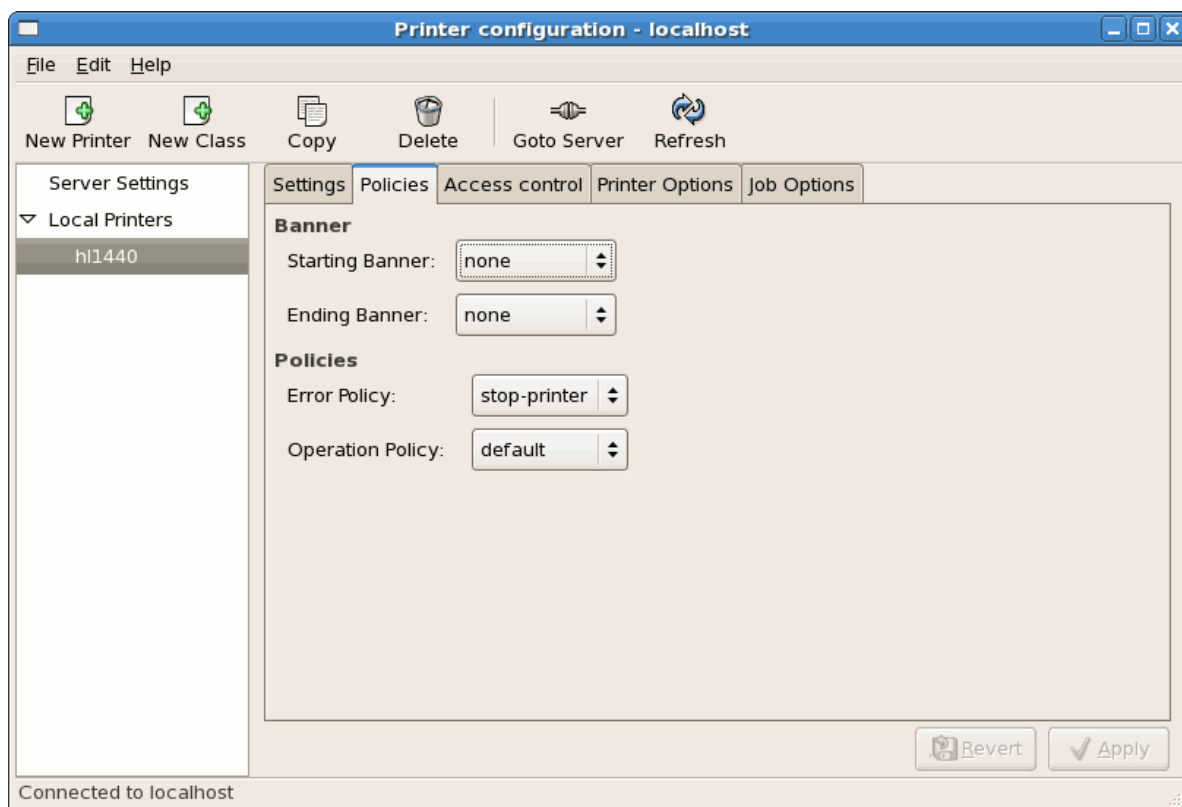 Printer configuration - localhost
File Edit Help
New Printer New Class Copy Delete Goto Server Refresh
Server Settings
Local Printers
hl1440
Settings Policies Access control Printer Options Job Options
Banner
Starting Banner: none
Ending Banner: none
Policies
Error Policy: stop-printer
Operation Policy: default
Revert Apply
Connected to localhost